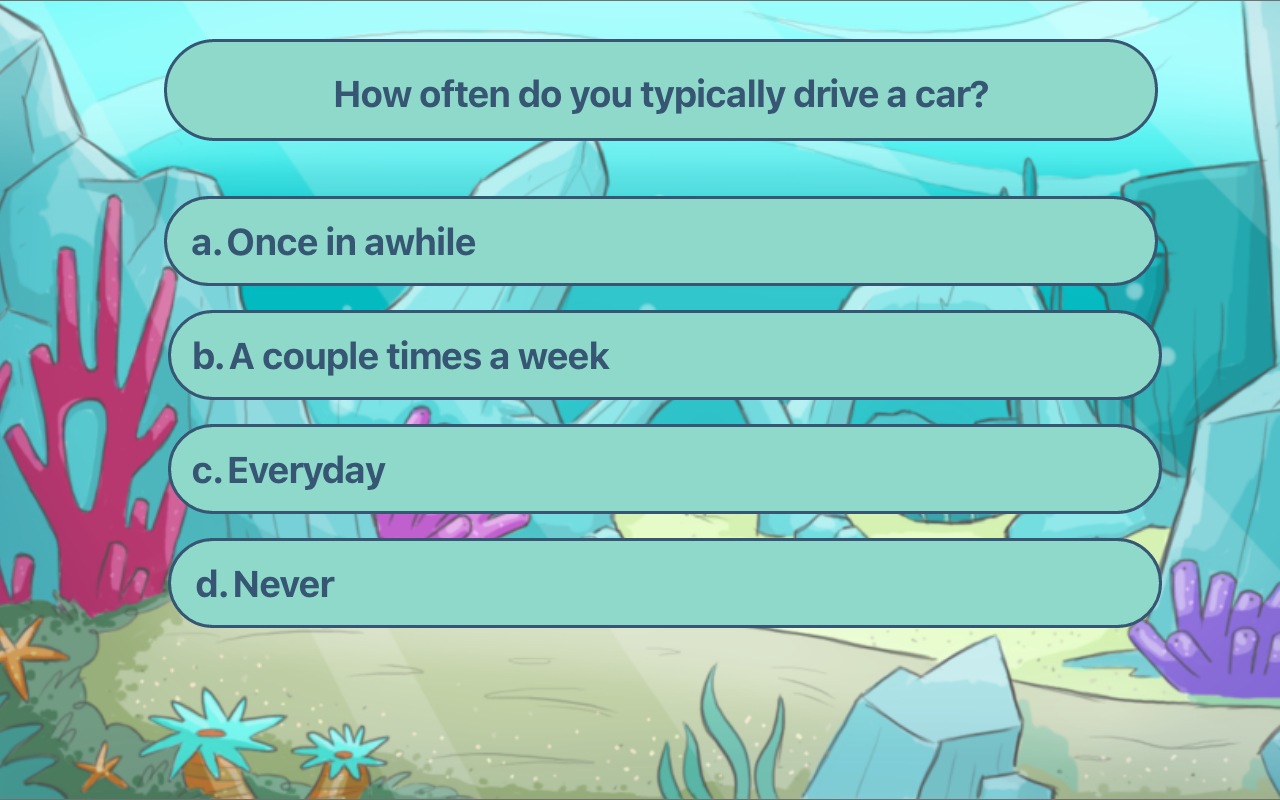 How often do you typically drive a car?
a. Once in awhile
b. A couple times a week
c. Everyday
d. Never